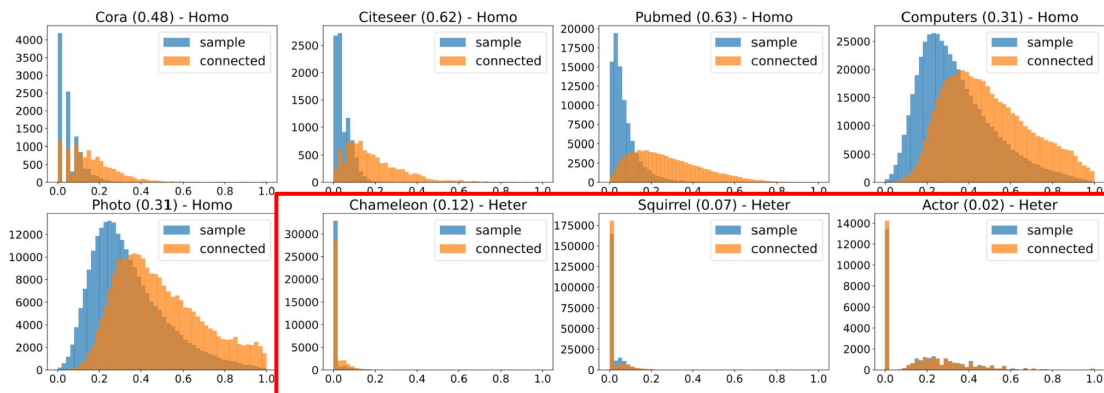 Cora (0.48) - Homo
4000
3500
3000
2500
2000
1500
1000
500
0
0.0 0.2 0.4 0.6 0.8 1.0
sample
connected
Citeseer (0.62) - Homo
2500
2000
1500
1000
500
0
0.0 0.2 0.4 0.6 0.8 1.0
sample
connected
Pubmed (0.63) - Homo
20000
17500
15000
12500
10000
7500
5000
2500
0
0.0 0.2 0.4 0.6 0.8 1.0
sample
connected
Computers (0.31) - Homo
25000
20000
15000
10000
5000
0
0.0 0.2 0.4 0.6 0.8 1.0
sample
connected
Photo (0.31) - Homo
12000
10000
8000
6000
4000
2000
0
0.0 0.2 0.4 0.6 0.8 1.0
sample
connected
Chameleon (0.12) - Heter
35000
30000
25000
20000
15000
10000
5000
0
0.0 0.2 0.4 0.6 0.8 1.0
sample
connected
Squirrel (0.07) - Heter
175000
150000
125000
100000
75000
50000
25000
0
0.0 0.2 0.4 0.6 0.8 1.0
sample
connected
Actor (0.02) - Heter
14000
12000
10000
8000
6000
4000
2000
0
0.0 0.2 0.4 0.6 0.8 1.0
sample
connected